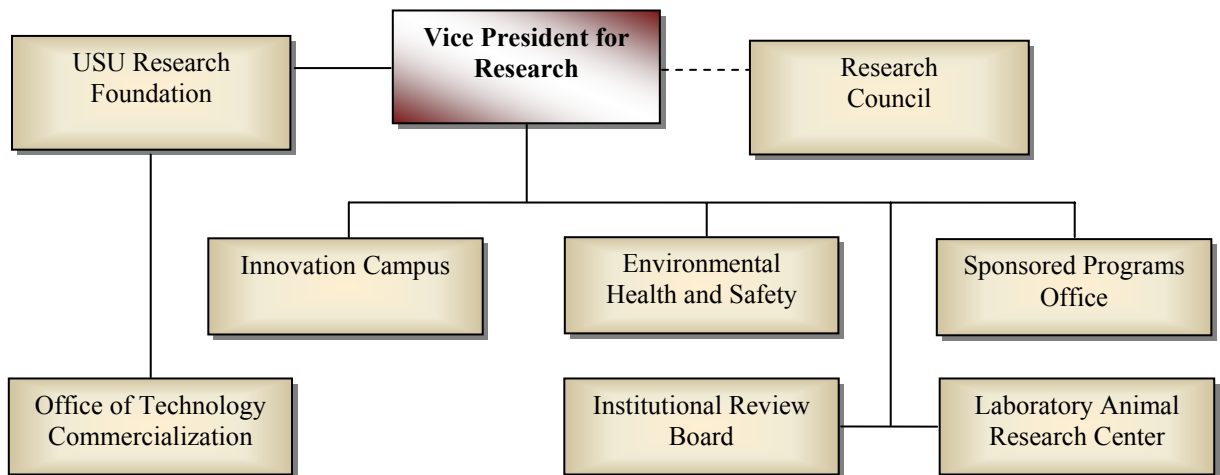 USU Research
Foundation
Vice President for
Research
Research
Council
Innovation Campus
Environmental
Health and Safety
Sponsored Programs
Office
Office of Technology
Commercialization
Institutional Review
Board
Laboratory Animal
Research Center